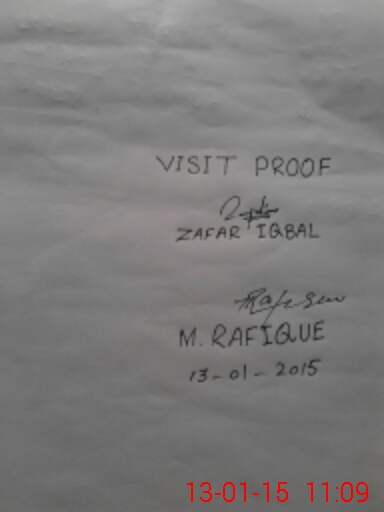 VISIT PROOF
ZAFAR IQBAL
M. RAFIQUE
13-01-2015
13-01-15 11:09